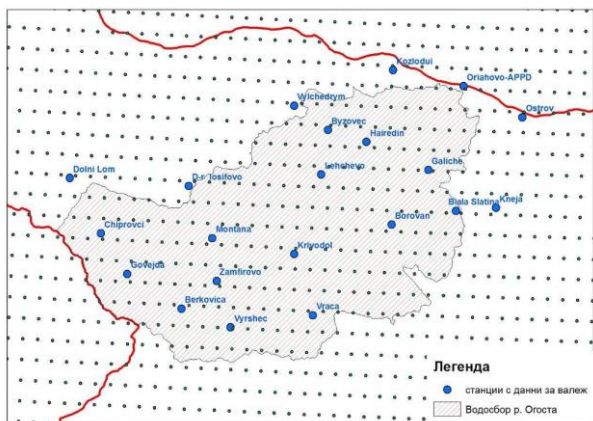 Kozlodui
Oriahovo-APPD
Vylchedrym
Ostrov
Byzovec
Hairedin
Lehchevo
Galiche
Dolni Lom
D-r Iosifovo
Kneja
Biala Slatina
Borovan
Chiprovci
Montana
Krivodol
Govejda
Zamfirovo
Berkovica
Vraca
Vyrshec
Легенда
станции с данни за валеж
Водосбор р. Огоста